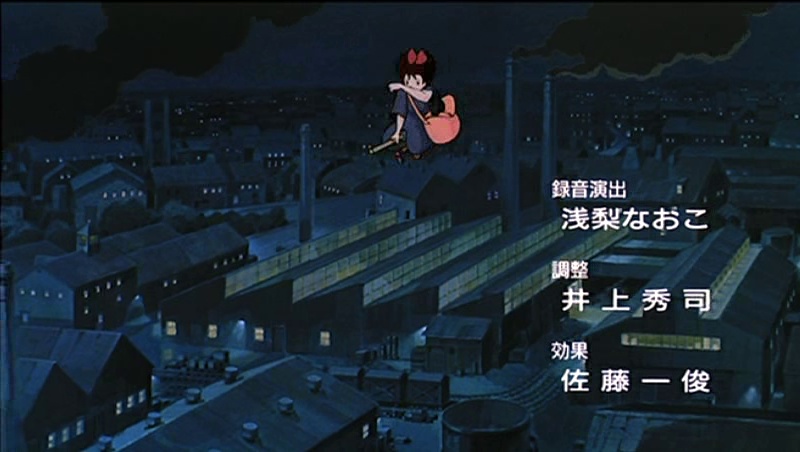 録音演出
浅梨なおこ
調整
井上秀司
効果
佐藤一俊